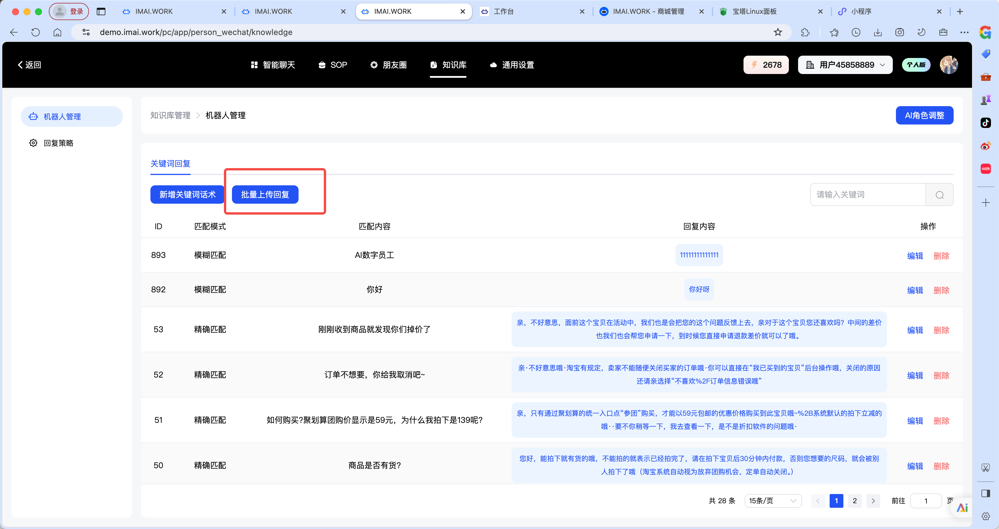 登录
IMAI.WORK
IMAI.WORK
IMAI.WORK
工作台
IMAI.WORK - 商城管理
宝塔Linux面板
小程序
demo.imai.work/pc/app/person_wechat/knowledge
返回
智能聊天
SOP
朋友圈
知识库
通用设置
2678
用户45858889
个人版
机器人管理
回复策略
知识库管理 > 机器人管理
AI角色调整
关键词回复
新增关键词话术
批量上传回复
请输入关键词
ID 匹配模式 匹配内容 回复内容 操作
893 模糊匹配 AI数字员工 11111111111111 编辑 删除
892 模糊匹配 你好 你好呀 编辑 删除
53 精确匹配 刚刚收到商品就发现你们掉价了 亲，不好意思，面前这个宝贝在活动中，我们也是会把您的这个问题反馈上去，亲对于这个宝贝您还喜欢吗？中间的差价
也我们也会帮您申请一下，到时候您直接申请退款差价就可以了哦。 编辑 删除
52 精确匹配 订单不想要，你给我取消吧~ 亲·不好意思哦·淘宝有规定，卖家不能随便关闭买家的订单哦·你可以直接在“我已买到的宝贝”后台操作哦，关闭的原因
还请亲选择“不喜欢%2F订单信息错误哦” 编辑 删除
51 精确匹配 如何购买?聚划算团购价显示是59元，为什么我拍下是139呢? 亲，只有通过聚划算的统一入口点“参团”购买，才能以59元包邮的优惠价格购买到此宝贝哦~%2B系统默认的拍下立减的
哦··要不你稍等一下，我去查看一下，是不是折扣软件的问题哦· 编辑 删除
50 精确匹配 商品是否有货? 您好，能拍下就有货的哦，不能拍的就表示已经拍完了，请在拍下宝贝后30分钟内付款，否则您想要的尺码，就会被别
人拍下了哦（淘宝系统自动视为放弃团购机会，定单自动关闭。） 编辑 删除
共 28 条 15条/页 1 2 前往 1 页
Ai
小红书